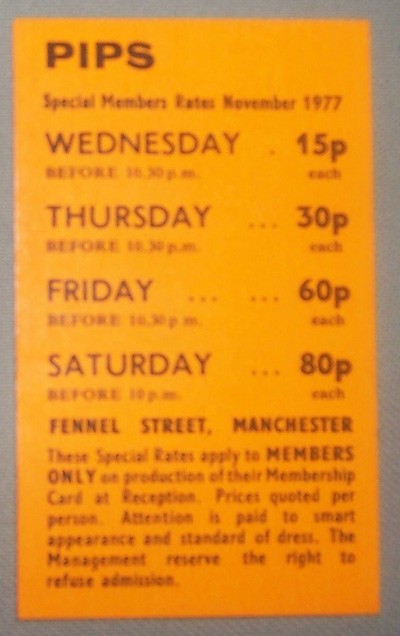 PIPS
Special Members Rates November 1977
WEDNESDAY . 15p
BEFORE 10.30 p.m. each
THURSDAY ... 30p
BEFORE 10.30 p.m. each
FRIDAY ... ... 60p
BEFORE 10.30 p.m. each
SATURDAY ... 80p
BEFORE 10 p.m. each
FENNEL STREET, MANCHESTER
These Special Rates apply to MEMBERS
ONLY on production of their Membership
Card at Reception. Prices quoted per
person. Attention is paid to smart
appearance and standard of dress. The
Management reserve the right to
refuse admission.